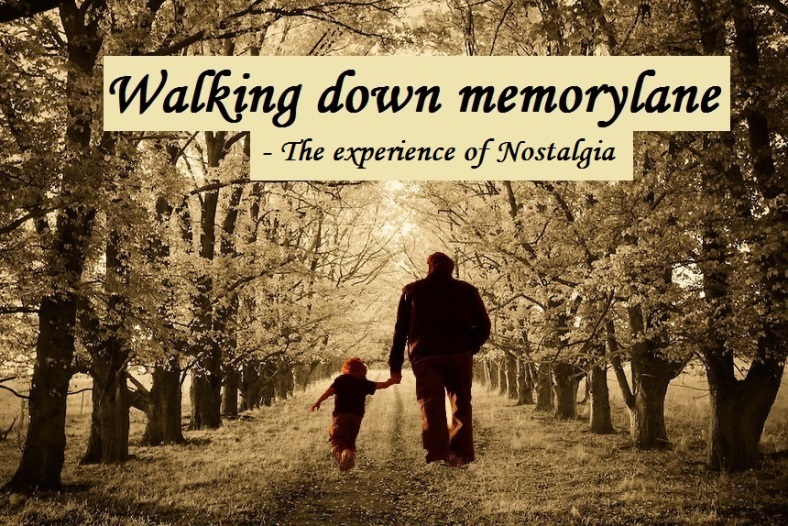 Walking down memorylane
- The experience of Nostalgia